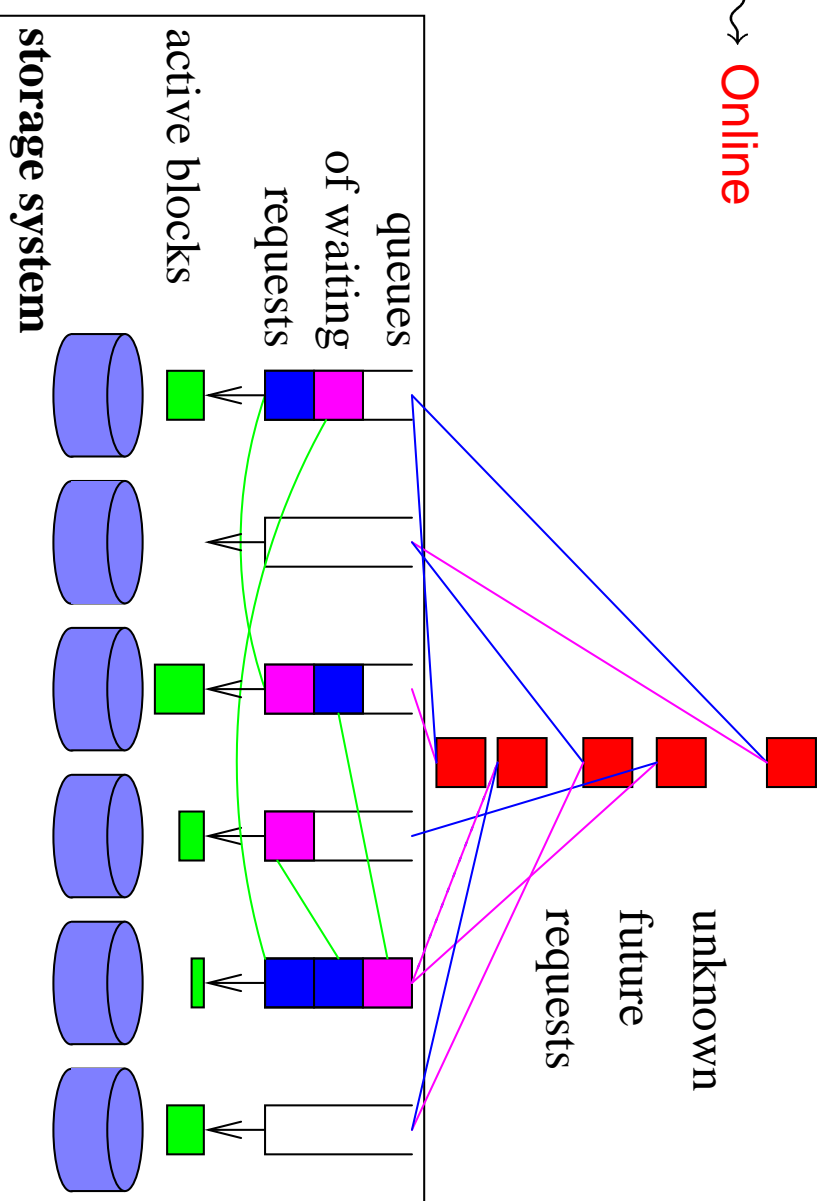 ↝ Online
unknown
future
requests
queues
of waiting
requests
active blocks
storage system